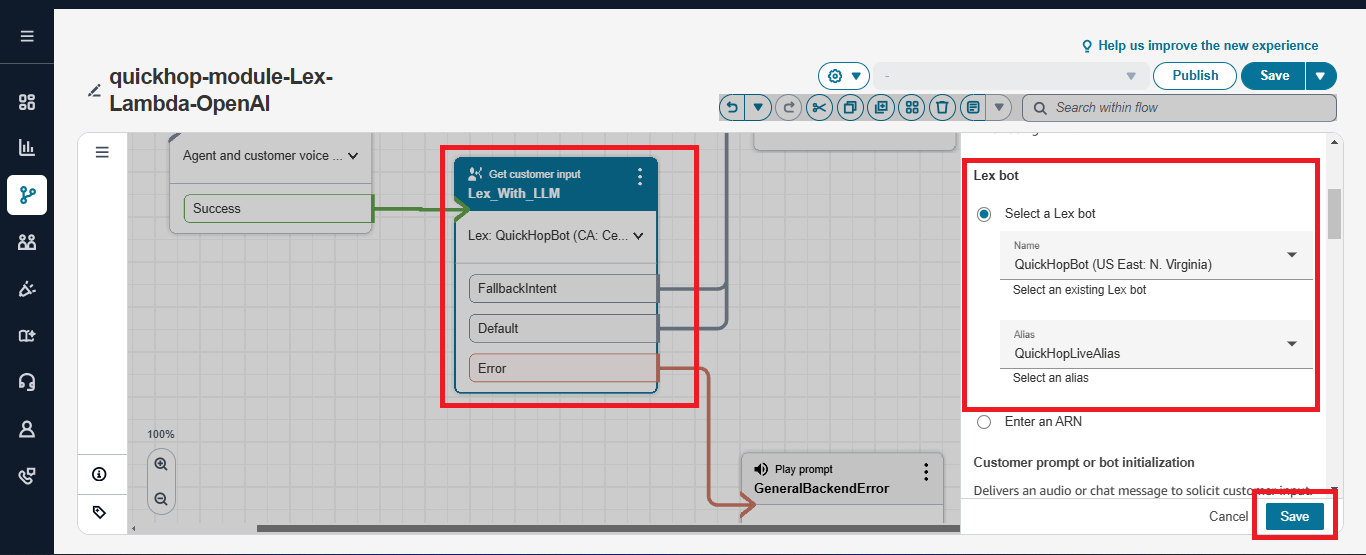 Help us improve the new experience
quickhop-module-Lex-
Lambda-OpenAI
-
Publish
Save
Search within flow
Agent and customer voice ...
Success
Get customer input
Lex_With_LLM
Lex: QuickHopBot (CA: Ce...
FallbackIntent
Default
Error
100%
Play prompt
GeneralBackendError
Lex bot
Select a Lex bot
Name
QuickHopBot (US East: N. Virginia)
Select an existing Lex bot
Alias
QuickHopLiveAlias
Select an alias
Enter an ARN
Customer prompt or bot initialization
Delivers an audio or chat message to solicit customer input.
Cancel
Save